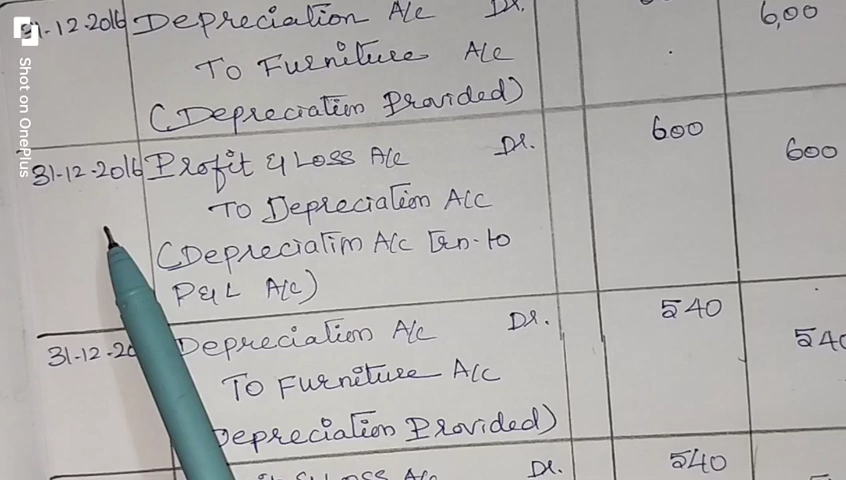 31-12-2016 Depreciation A/c Dr.
6,00
To Furniture A/c
(Depreciation Provided)
31-12-2016 Profit & Loss A/c Dr. 600
600
To Depreciation A/c
(Depreciation A/c Trn. to
P&L A/c)
31-12-20 Depreciation A/c Dr. 540
540
To Furniture A/c
Depreciation Provided)
& Loss A/c Dr. 540
Shot on OnePlus